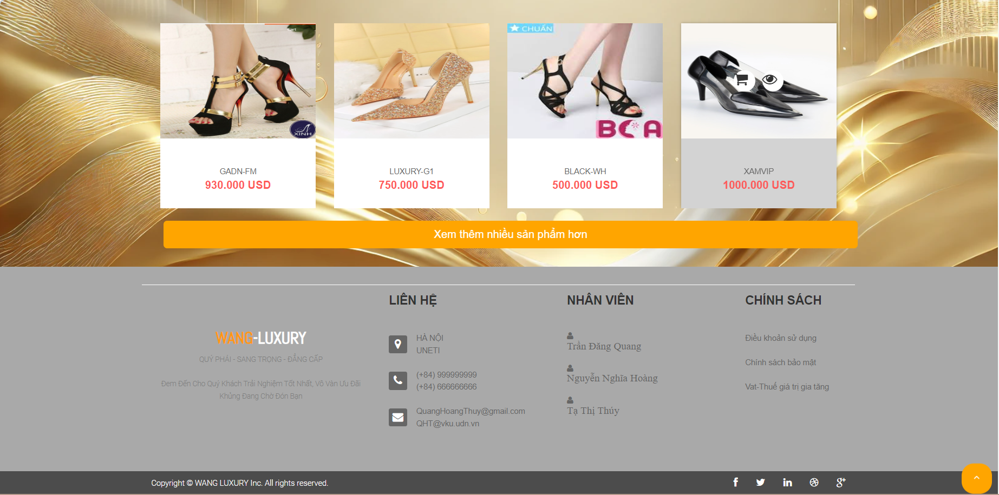 CHUẨN
XINH
BCA
GADN-FM
930.000 USD
LUXURY-G1
750.000 USD
BLACK-WH
500.000 USD
XAMVIP
1000.000 USD
Xem thêm nhiều sản phẩm hơn
WANG-LUXURY
QUÝ PHÁI - SANG TRỌNG - ĐẲNG CẤP
Đem Đến Cho Quý Khách Trải Nghiệm Tốt Nhất, Vô Vàn Ưu Đãi
Khủng Đang Chờ Đón Bạn
LIÊN HỆ
HÀ NỘI
UNETI
(+84) 999999999
(+84) 666666666
QuangHoangThuy@gmail.com
QHT@vku.udn.vn
NHÂN VIÊN
Trần Đăng Quang
Nguyễn Nghĩa Hoàng
Tạ Thị Thúy
CHÍNH SÁCH
Điều khoản sử dụng
Chính sách bảo mật
Vat-Thuế giá trị gia tăng
Copyright © WANG LUXURY Inc. All rights reserved.